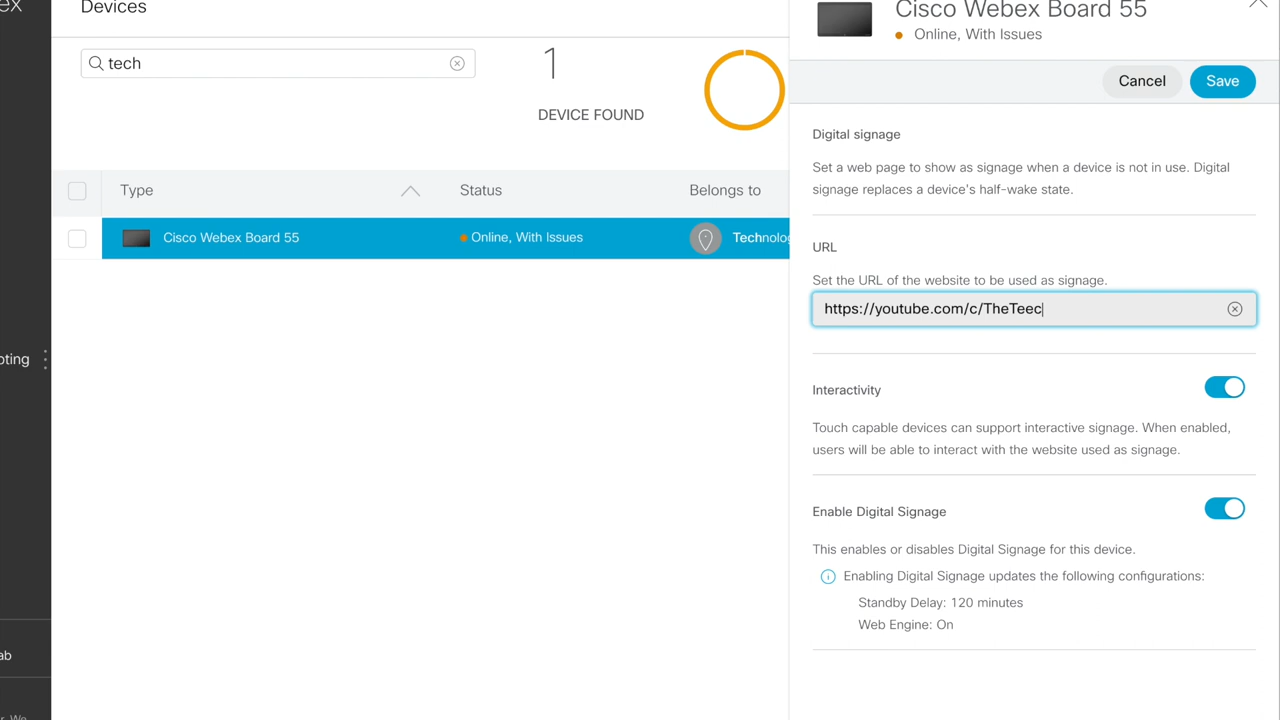 ex
Devices
tech
1
DEVICE FOUND
Type
Status
Belongs to
Cisco Webex Board 55
Online, With Issues
Technolog
oting
ab
r. We
Cisco Webex Board 55
Online, With Issues
Cancel
Save
Digital signage
Set a web page to show as signage when a device is not in use. Digital
signage replaces a device's half-wake state.
URL
Set the URL of the website to be used as signage.
https://youtube.com/c/TheTeec
Interactivity
Touch capable devices can support interactive signage. When enabled,
users will be able to interact with the website used as signage.
Enable Digital Signage
This enables or disables Digital Signage for this device.
Enabling Digital Signage updates the following configurations:
Standby Delay: 120 minutes
Web Engine: On